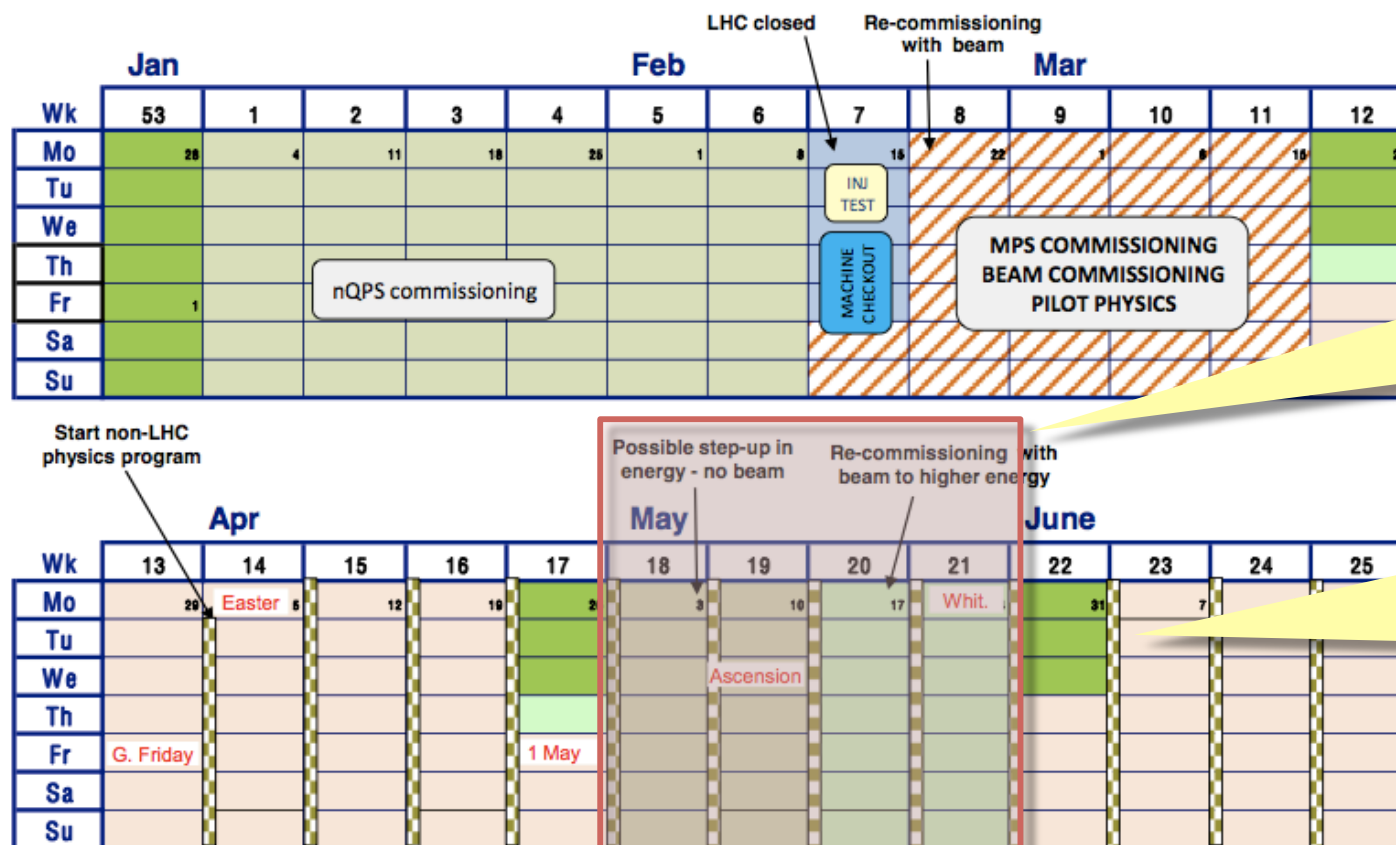 LHC closed
Re-commissioning
with beam
Jan Feb Mar
Wk 53 1 2 3 4 5 6 7 8 9 10 11 12
Mo 28 4 11 18 25 1 8 15 22 1 8 15
Tu
We
Th
Fr 1
Sa
Su
INJ
TEST
MACHINE
CHECKOUT
nQPS commissioning
MPS COMMISSIONING
BEAM COMMISSIONING
PILOT PHYSICS
Start non-LHC
physics program
Possible step-up in
energy - no beam
Re-commissioning with
beam to higher energy
Apr May June
Wk 13 14 15 16 17 18 19 20 21 22 23 24 25
Mo 29 Easter 5 12 19 3 10 17 Whit. 31 7
Tu
We Ascension
Th
Fr G. Friday 1 May
Sa
Su